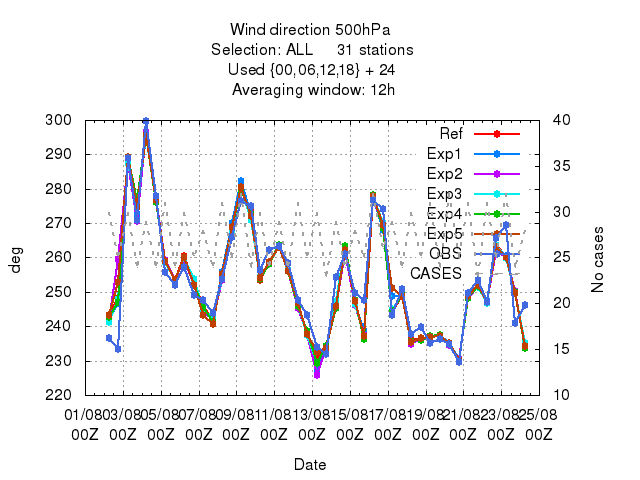 Wind direction 500hPa
Selection: ALL 31 stations
Used {00,06,12,18} + 24
Averaging window: 12h
300 40
290 35
280
270 30
260 25
250
240 20
230 15
220 10
deg
No cases
Ref
Exp1
Exp2
Exp3
Exp4
Exp5
OBS
CASES
01/08 03/08 05/08 07/08 09/08 11/08 13/08 15/08 17/08 19/08 21/08 23/08 25/08
00Z 00Z 00Z 00Z 00Z 00Z 00Z 00Z 00Z 00Z 00Z 00Z 00Z
Date